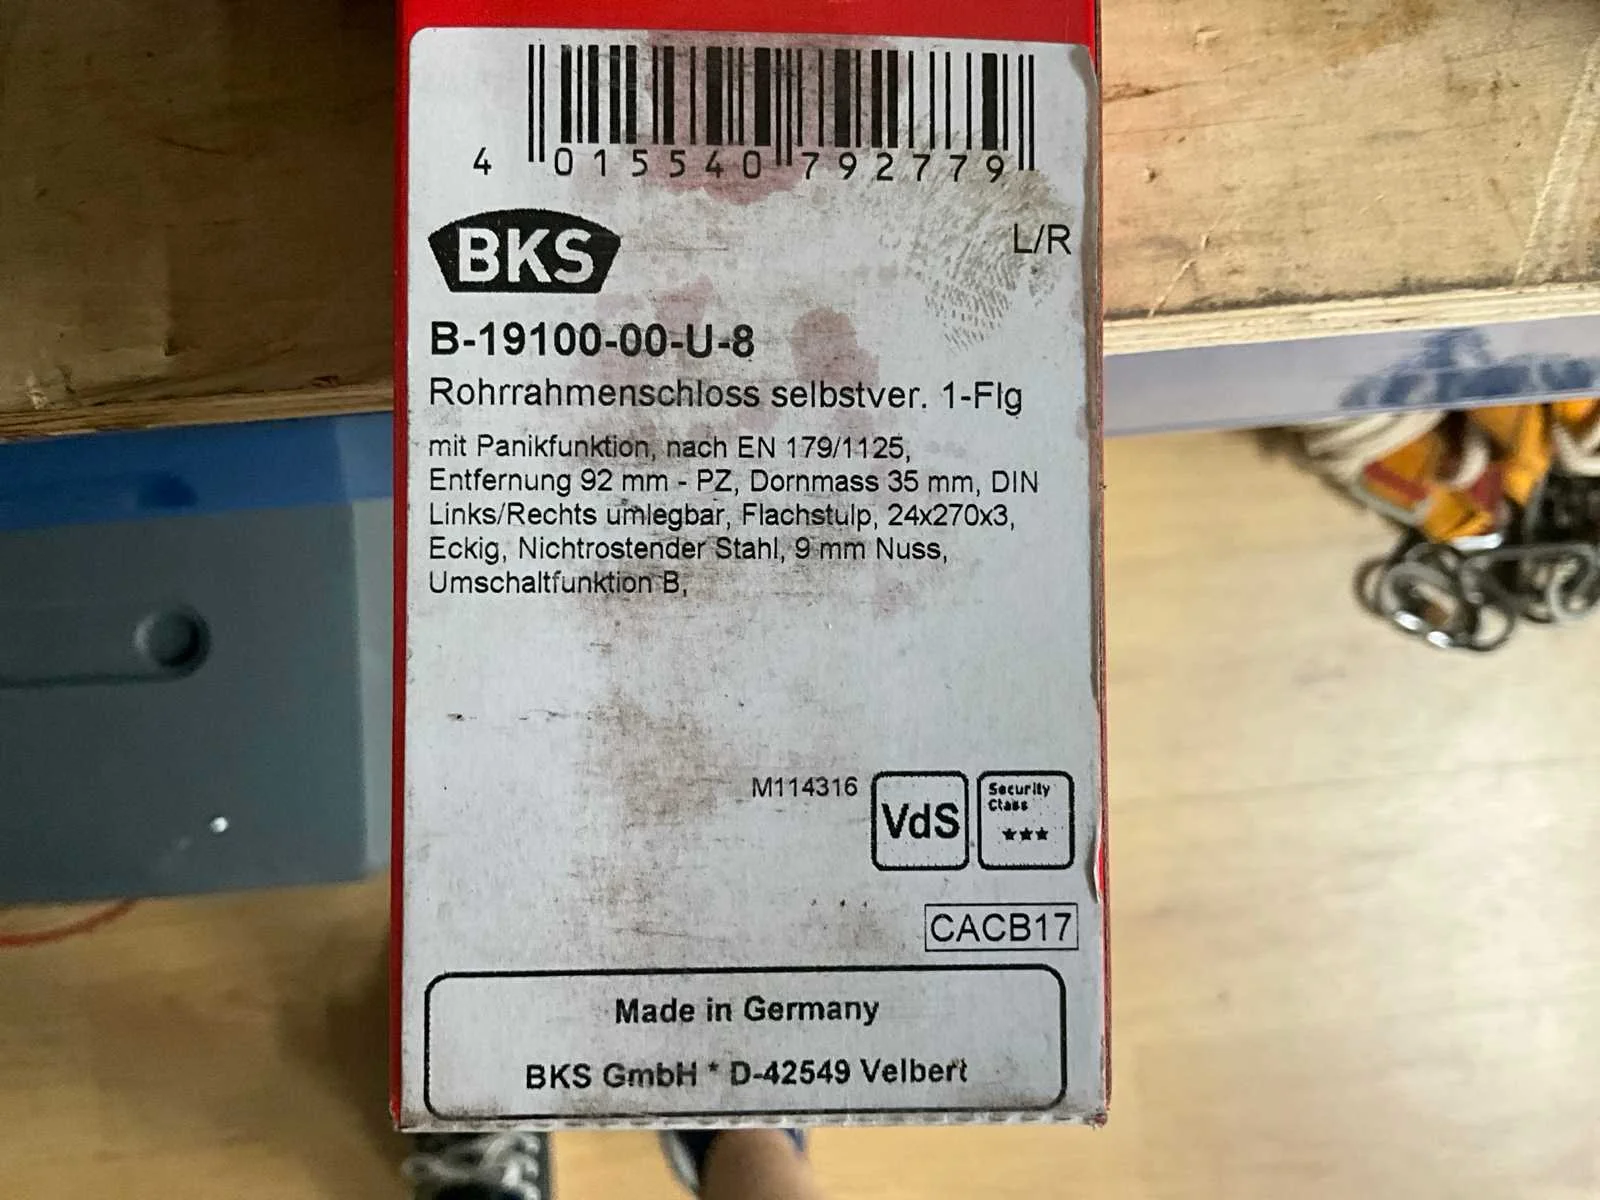 4 015540 792779
BKS
L/R
B-19100-00-U-8
Rohrrahmenschloss selbstver. 1-Flg
mit Panikfunktion, nach EN 179/1125,
Entfernung 92 mm - PZ, Dornmass 35 mm, DIN
Links/Rechts umlegbar, Flachstulp, 24x270x3,
Eckig, Nichtrostender Stahl, 9 mm Nuss,
Umschaltfunktion B,
M114316
VdS
Security
Class
★★★
CACB17
Made in Germany
BKS GmbH * D-42549 Velbert